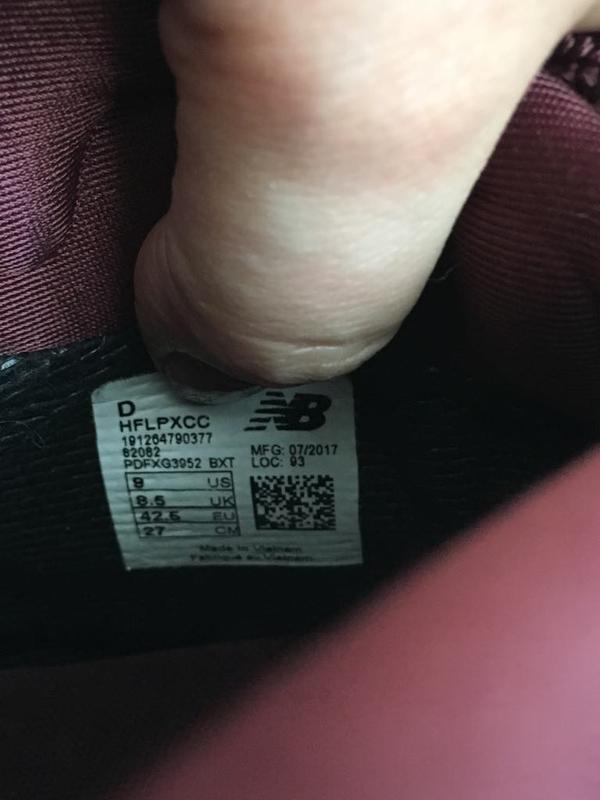 D
HFLPXCC
191264790377
82082
PDFXG3952 BXT
NB
MFG: 07/2017
LOC: 93
9 US
8.5 UK
42.5 EU
27 CM
Made in Vietnam
Fabriqué au Vietnam